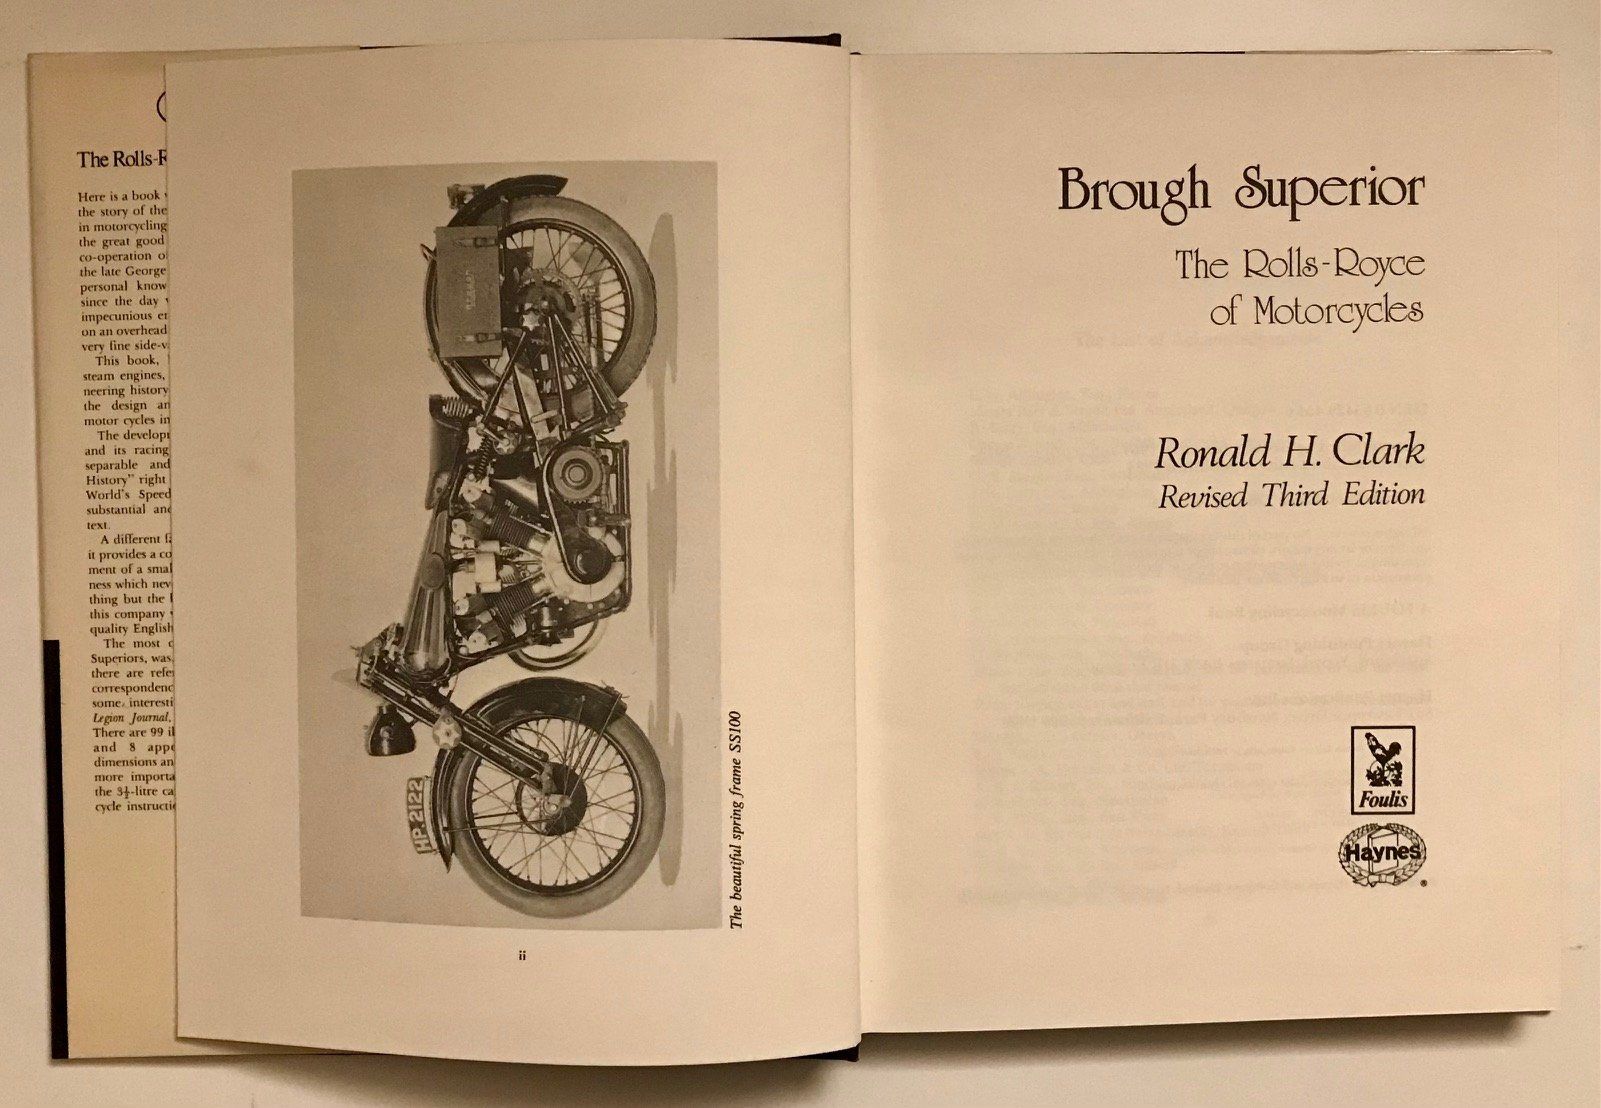 The Rolls-R
Here is a book
the story of the
in motorcycling
the great good
co-operation o
the late George
personal know
since the day
impecunious e
on an overhead
very fine side-v
This book,
steam engines,
neering history
the design an
motor cycles in
The develop
and its racing
separable and
History" right
World's Speed
substantial and
text.
A different f
it provides a co
ment of a smal
ness which nev
thing but the
this company
quality English
The most
Superiors, was
there are refe
correspondenc
some interesti
Legion Journal.
There are 99 il
and 8 appe
dimensions an
more importa
the 3½-litre ca
cycle instructi
HP.2122
The beautiful spring frame SS100
ii
Brough Superior
The Rolls-Royce
of Motorcycles
Ronald H. Clark
Revised Third Edition
Foulis
Haynes
®